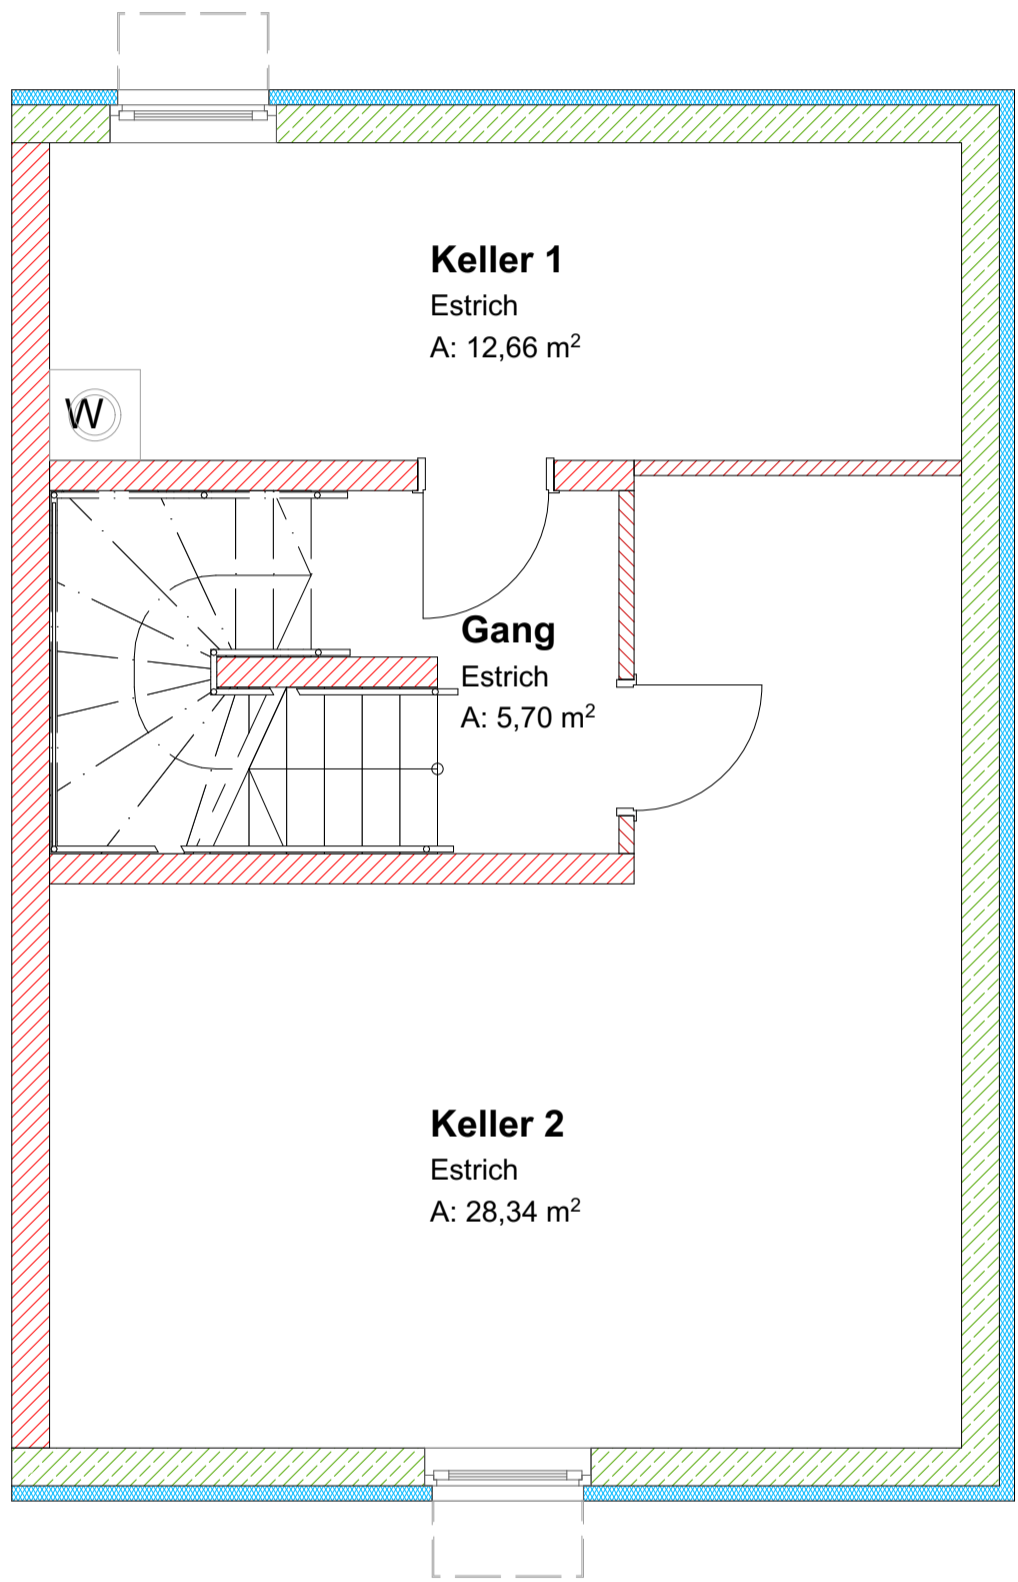 Keller 1
Estrich
A: 12,66 m²
W
Gang
Estrich
A: 5,70 m²
Keller 2
Estrich
A: 28,34 m²